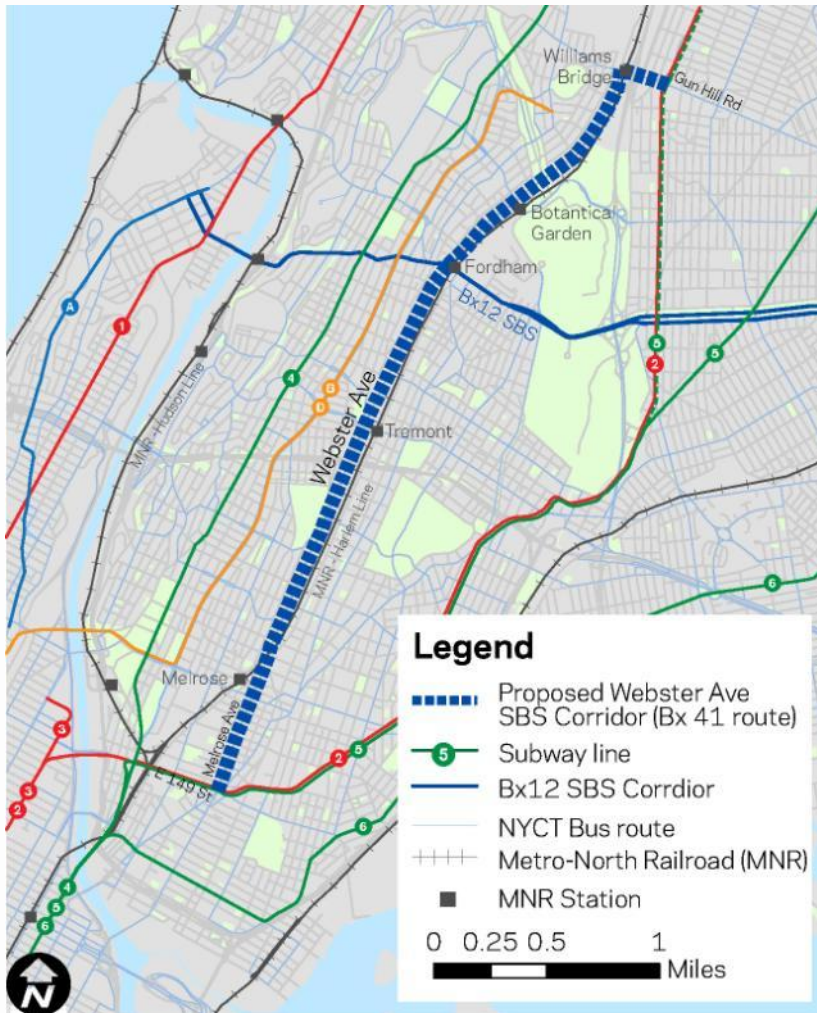 Williams
Bridge
Gun Hill Rd
Botanical
Garden
Fordham
Bx12 SBS
A
1
4
B
D
5
2
5
MNR - Hudson Line
Webster Ave
Tremont
MNR - Harlem Line
6
Melrose
Melrose Ave
3
2
5
E 149 St
3
2
6
4
5
6
N
Legend
Proposed Webster Ave
SBS Corridor (Bx 41 route)
5 Subway line
Bx12 SBS Corrdior
NYCT Bus route
Metro-North Railroad (MNR)
MNR Station
0 0.25 0.5 1
Miles